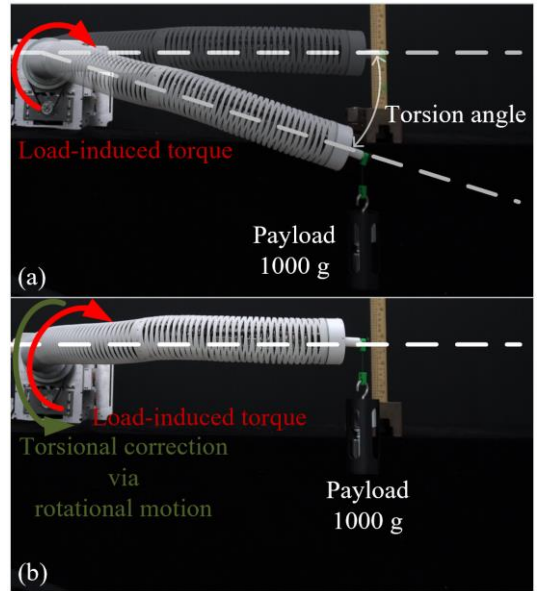 Torsion angle
Load-induced torque
Payload
1000 g
(a)
Load-induced torque
Torsional correction
via
rotational motion
Payload
1000 g
(b)